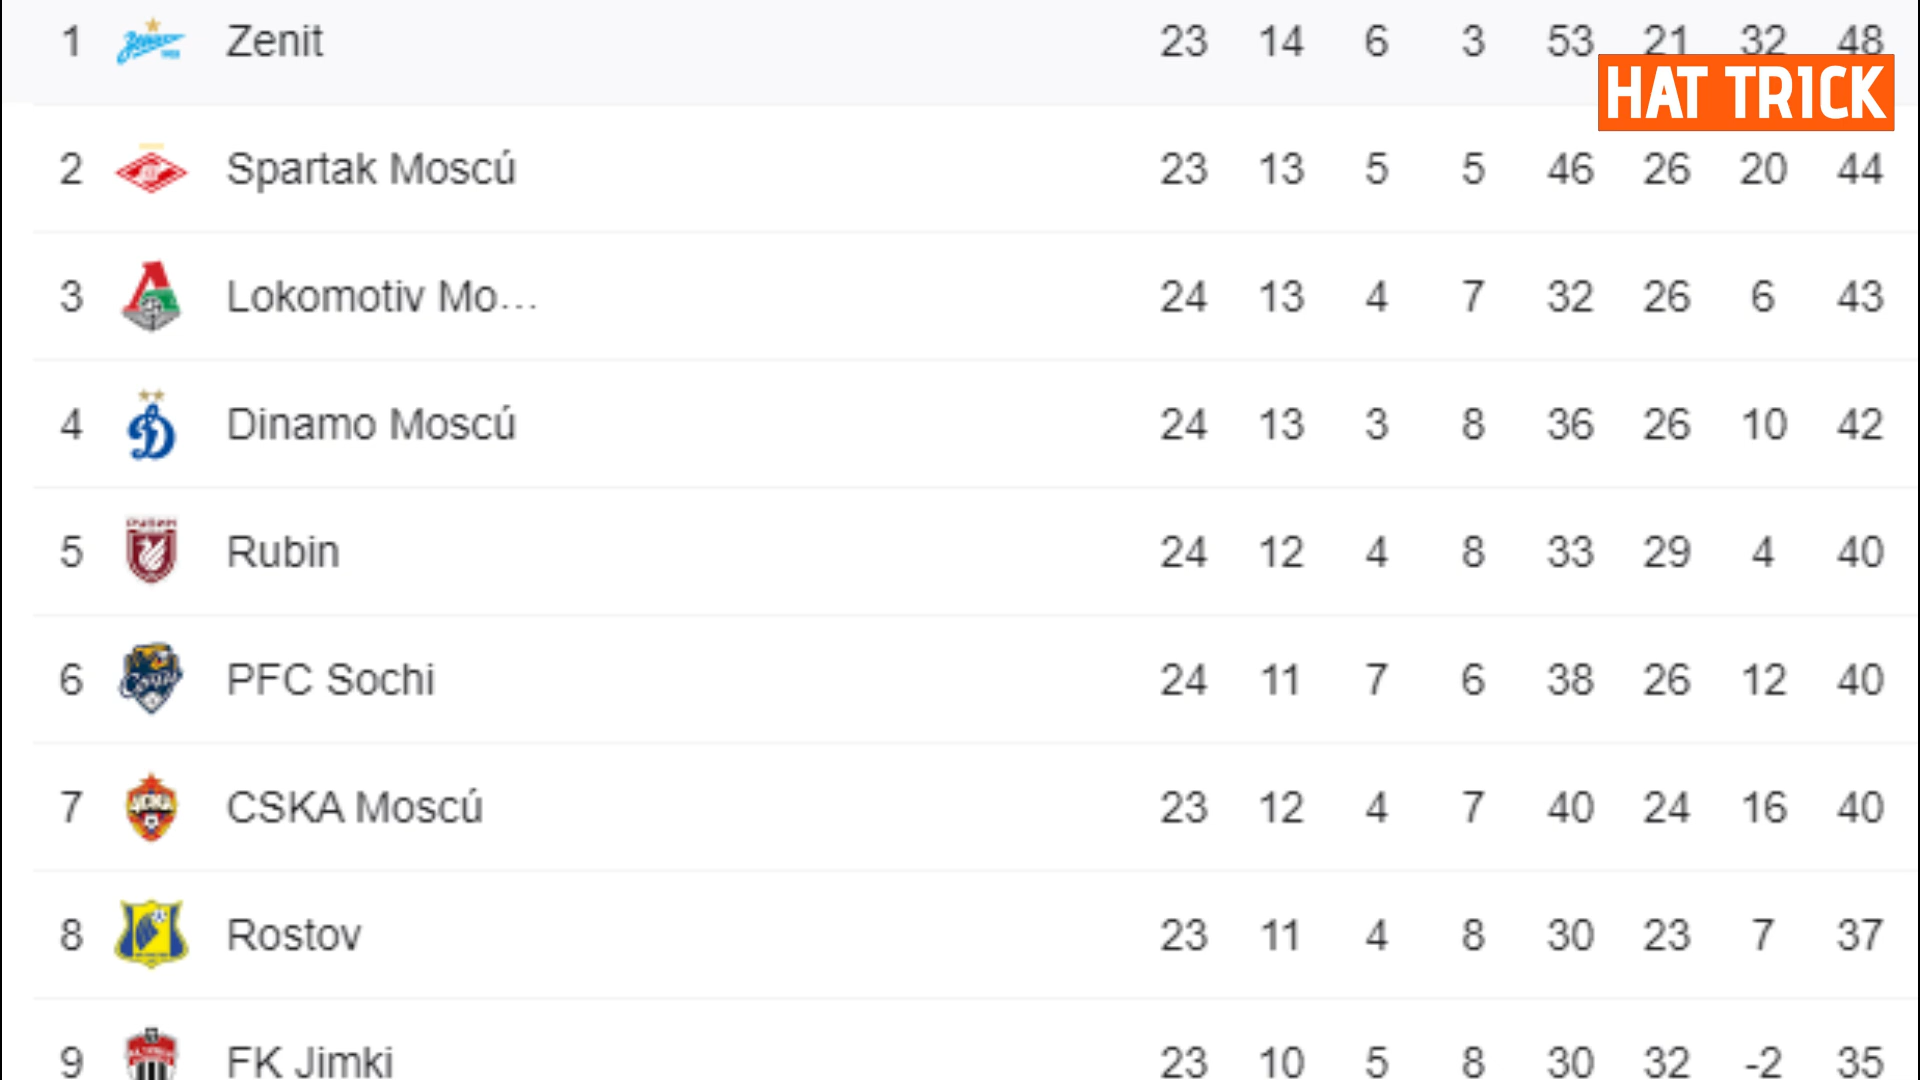 1 Zenit 23 14 6 3 53 21 32 48
HAT TR1CK
2 Spartak Moscú 23 13 5 5 46 26 20 44
3 Lokomotiv Mo... 24 13 4 7 32 26 6 43
4 Dinamo Moscú 24 13 3 8 36 26 10 42
5 Rubin 24 12 4 8 33 29 4 40
6 PFC Sochi 24 11 7 6 38 26 12 40
7 CSKA Moscú 23 12 4 7 40 24 16 40
8 Rostov 23 11 4 8 30 23 7 37
9 FK Jimki 23 10 5 8 30 32 -2 35